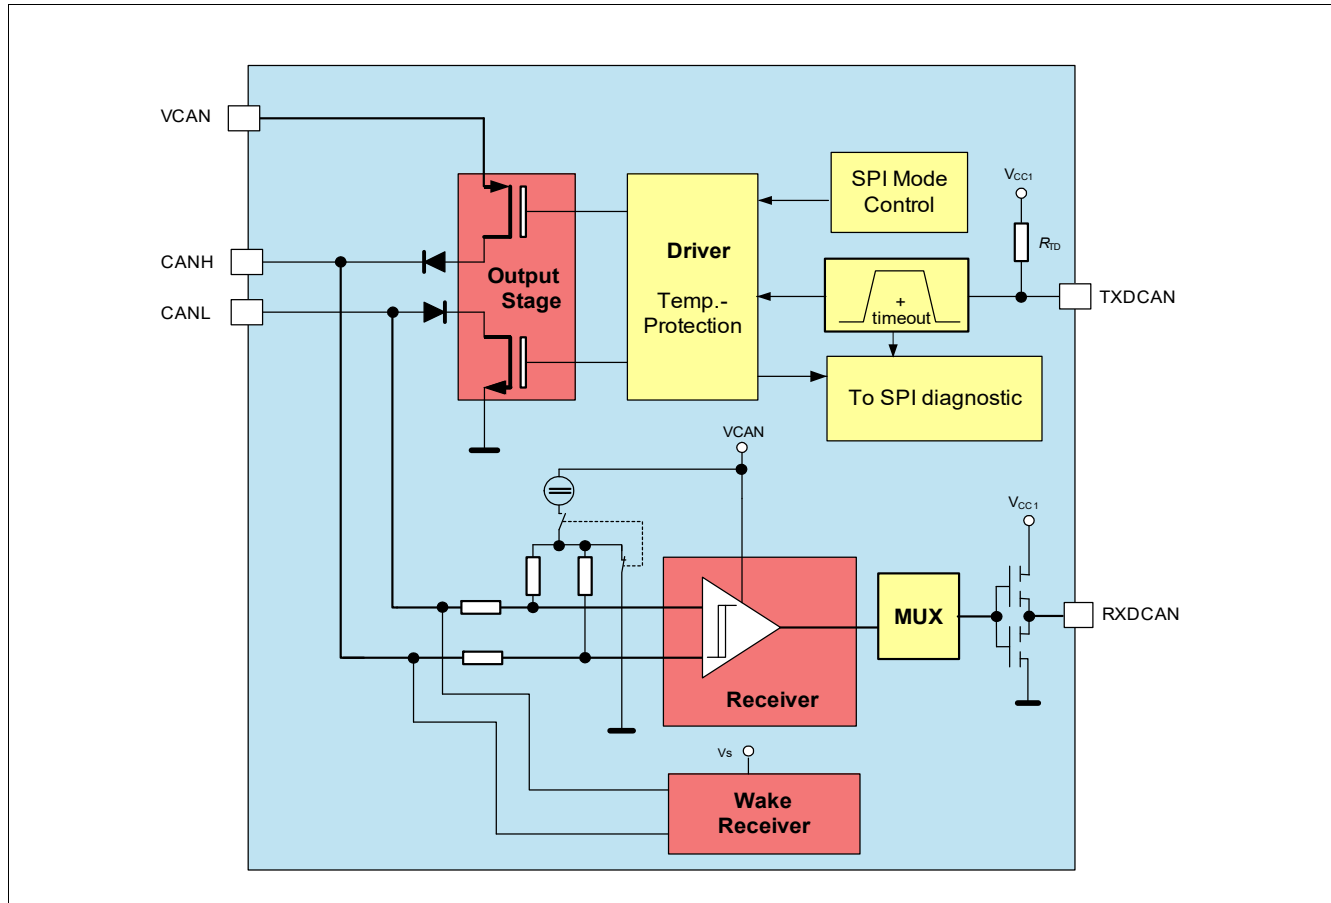 VCAN
SPI Mode
Control
VCC1
RTD
CANH
Driver
Output
Stage
CANL
Temp.-
Protection
+
timeout
TXDCAN
To SPI diagnostic
VCAN
VCC1
MUX
RXDCAN
Receiver
Vs
Wake
Receiver